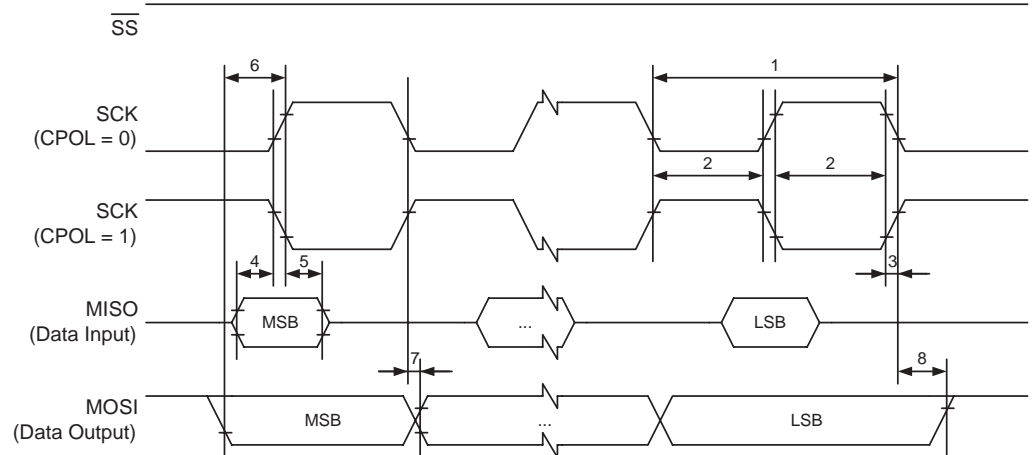 SS
6
1
SCK
(CPOL = 0)
2
2
SCK
(CPOL = 1)
4
5
3
MISO
(Data Input)
MSB
...
LSB
7
8
MOSI
(Data Output)
MSB
...
LSB